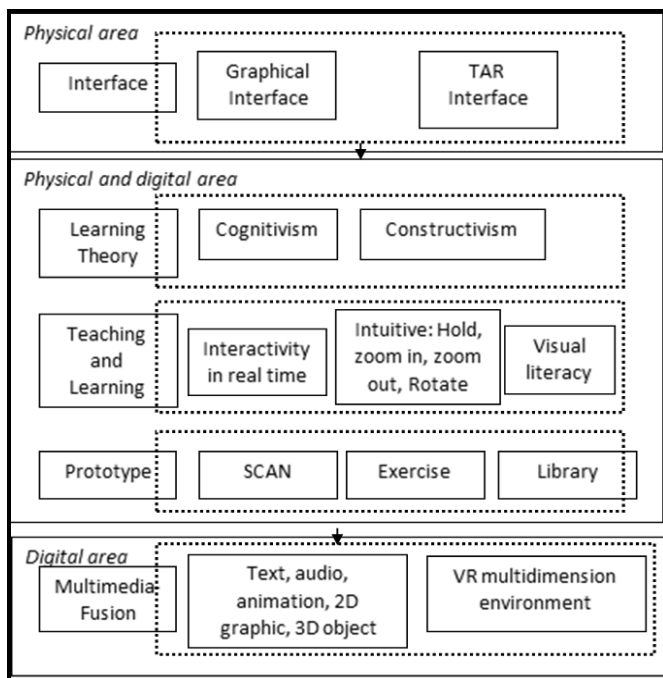 Physical area
Interface
Graphical
Interface
TAR
Interface
Physical and digital area
Learning
Theory
Cognitivism
Constructivism
Teaching
and
Learning
Interactivity
in real time
Intuitive: Hold,
zoom in, zoom
out, Rotate
Visual
literacy
Prototype
SCAN
Exercise
Library
Digital area
Multimedia
Fusion
Text, audio,
animation, 2D
graphic, 3D object
VR multidimension
environment